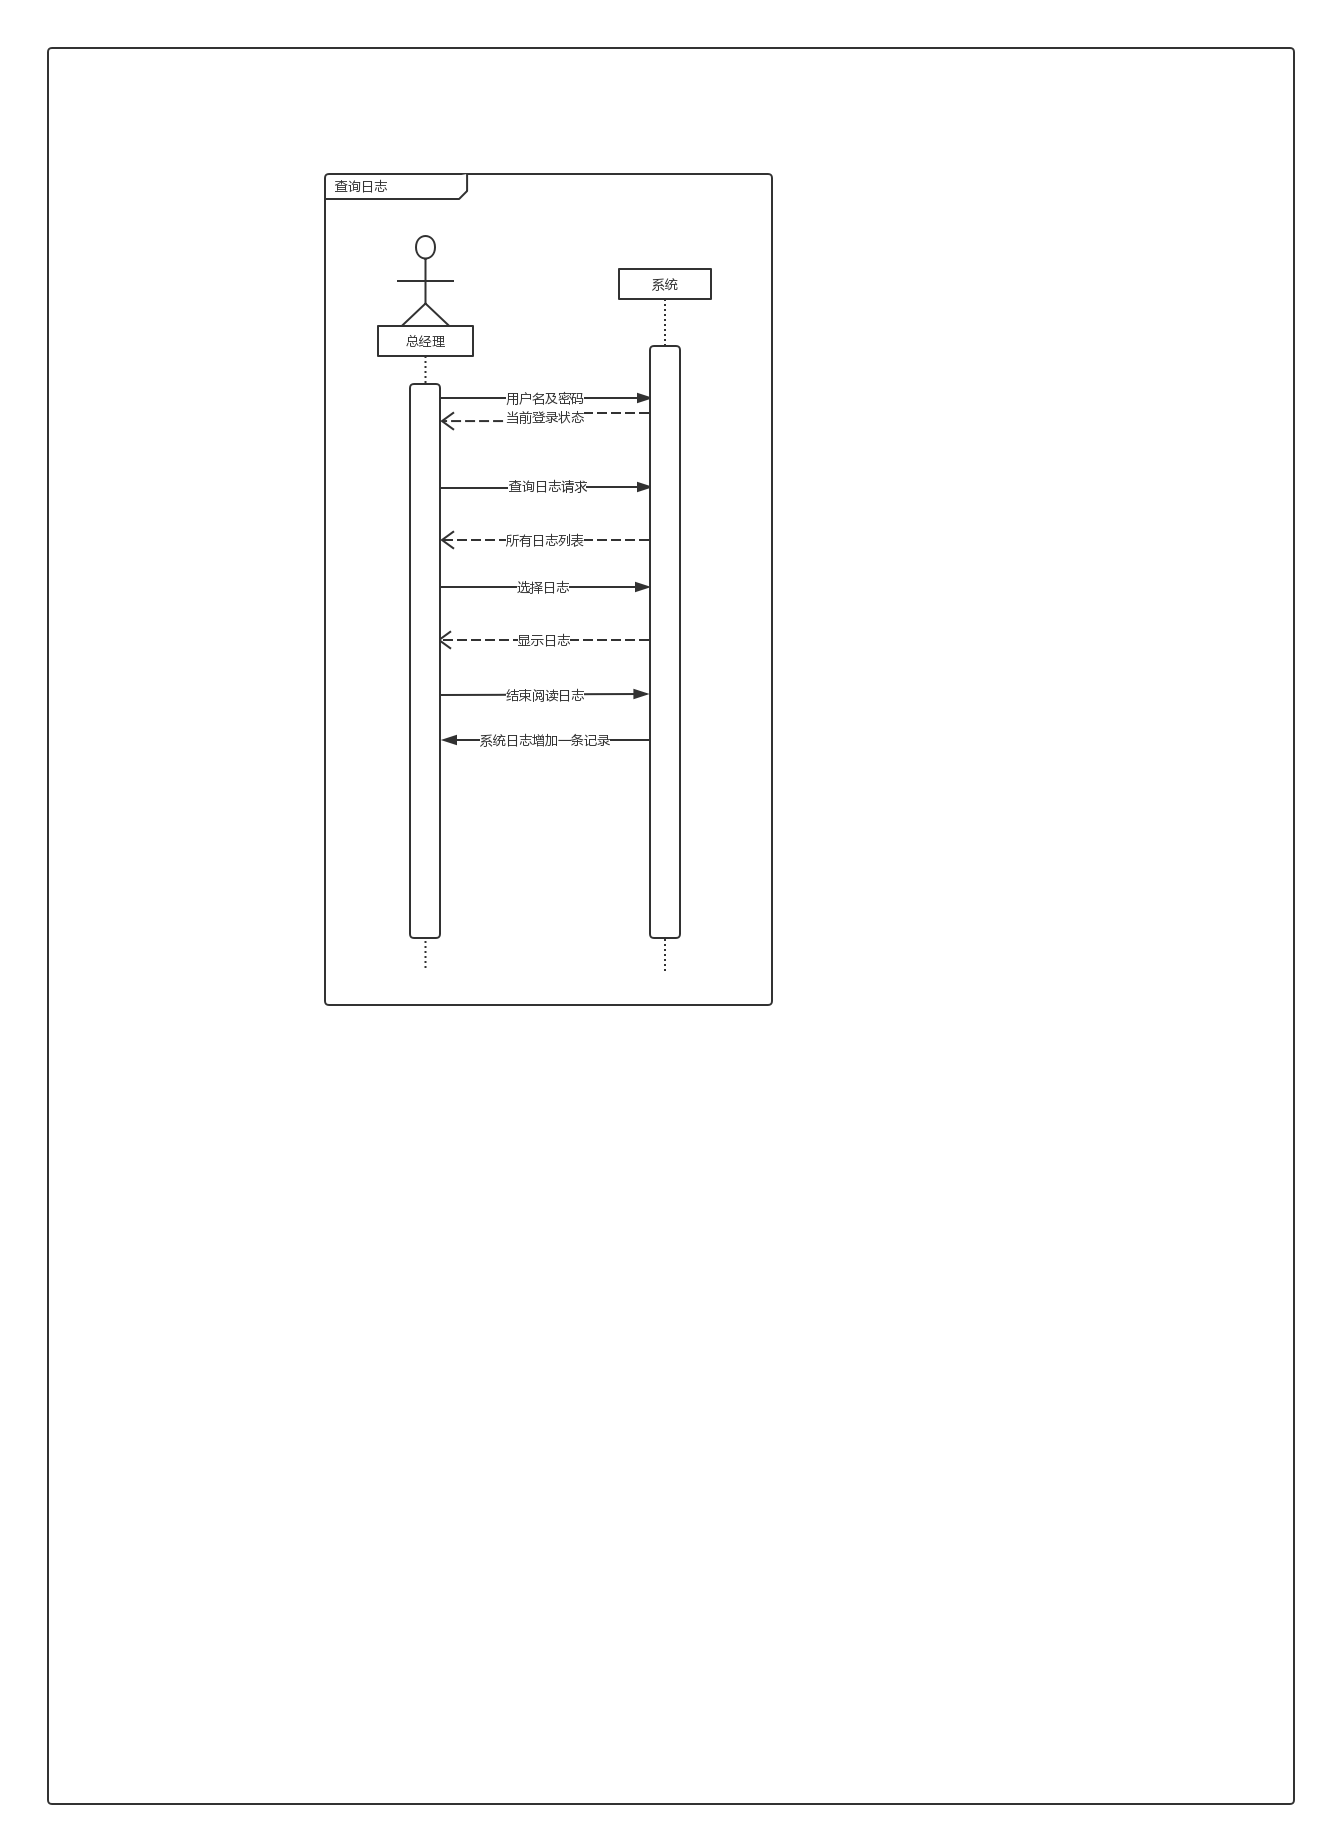 查询日志
系统
总经理
用户名及密码
当前登录状态
查询日志请求
所有日志列表
选择日志
显示日志
结束阅读日志
系统日志增加一条记录